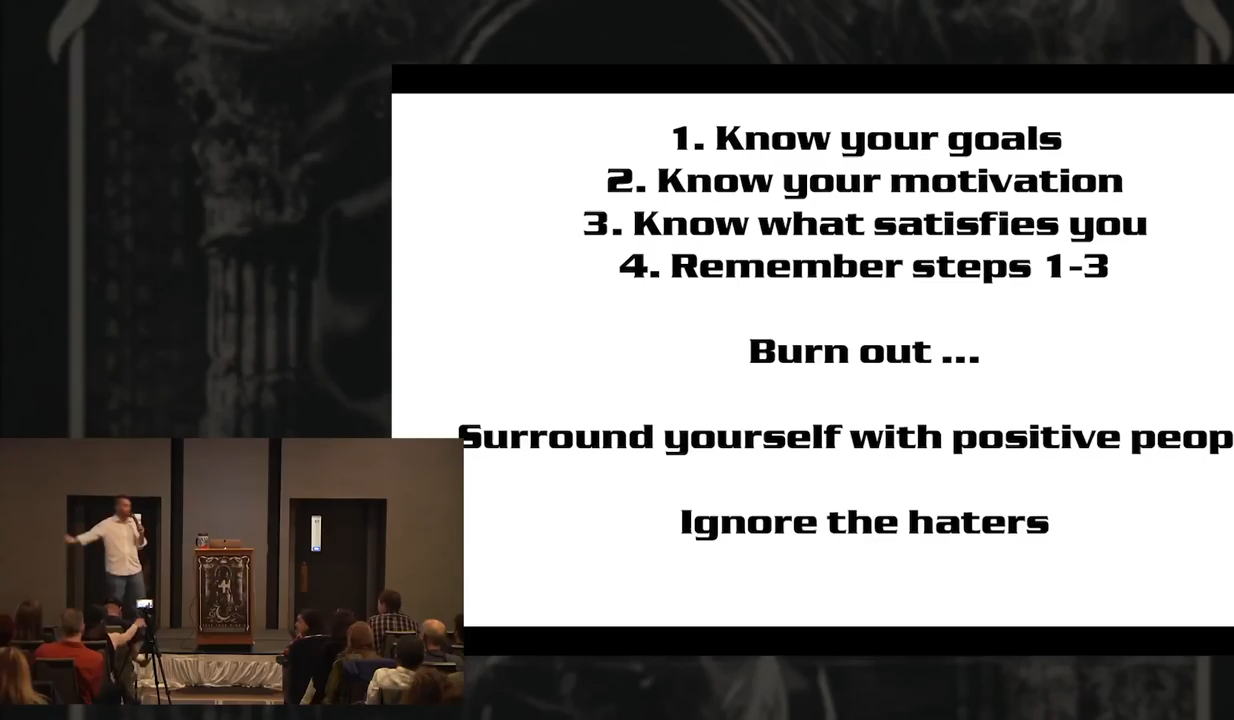 1. Know your goals
2. Know your motivation
3. Know what satisfies you
4. Remember steps 1-3
Burn out ...
Surround yourself with positive peop
Ignore the haters